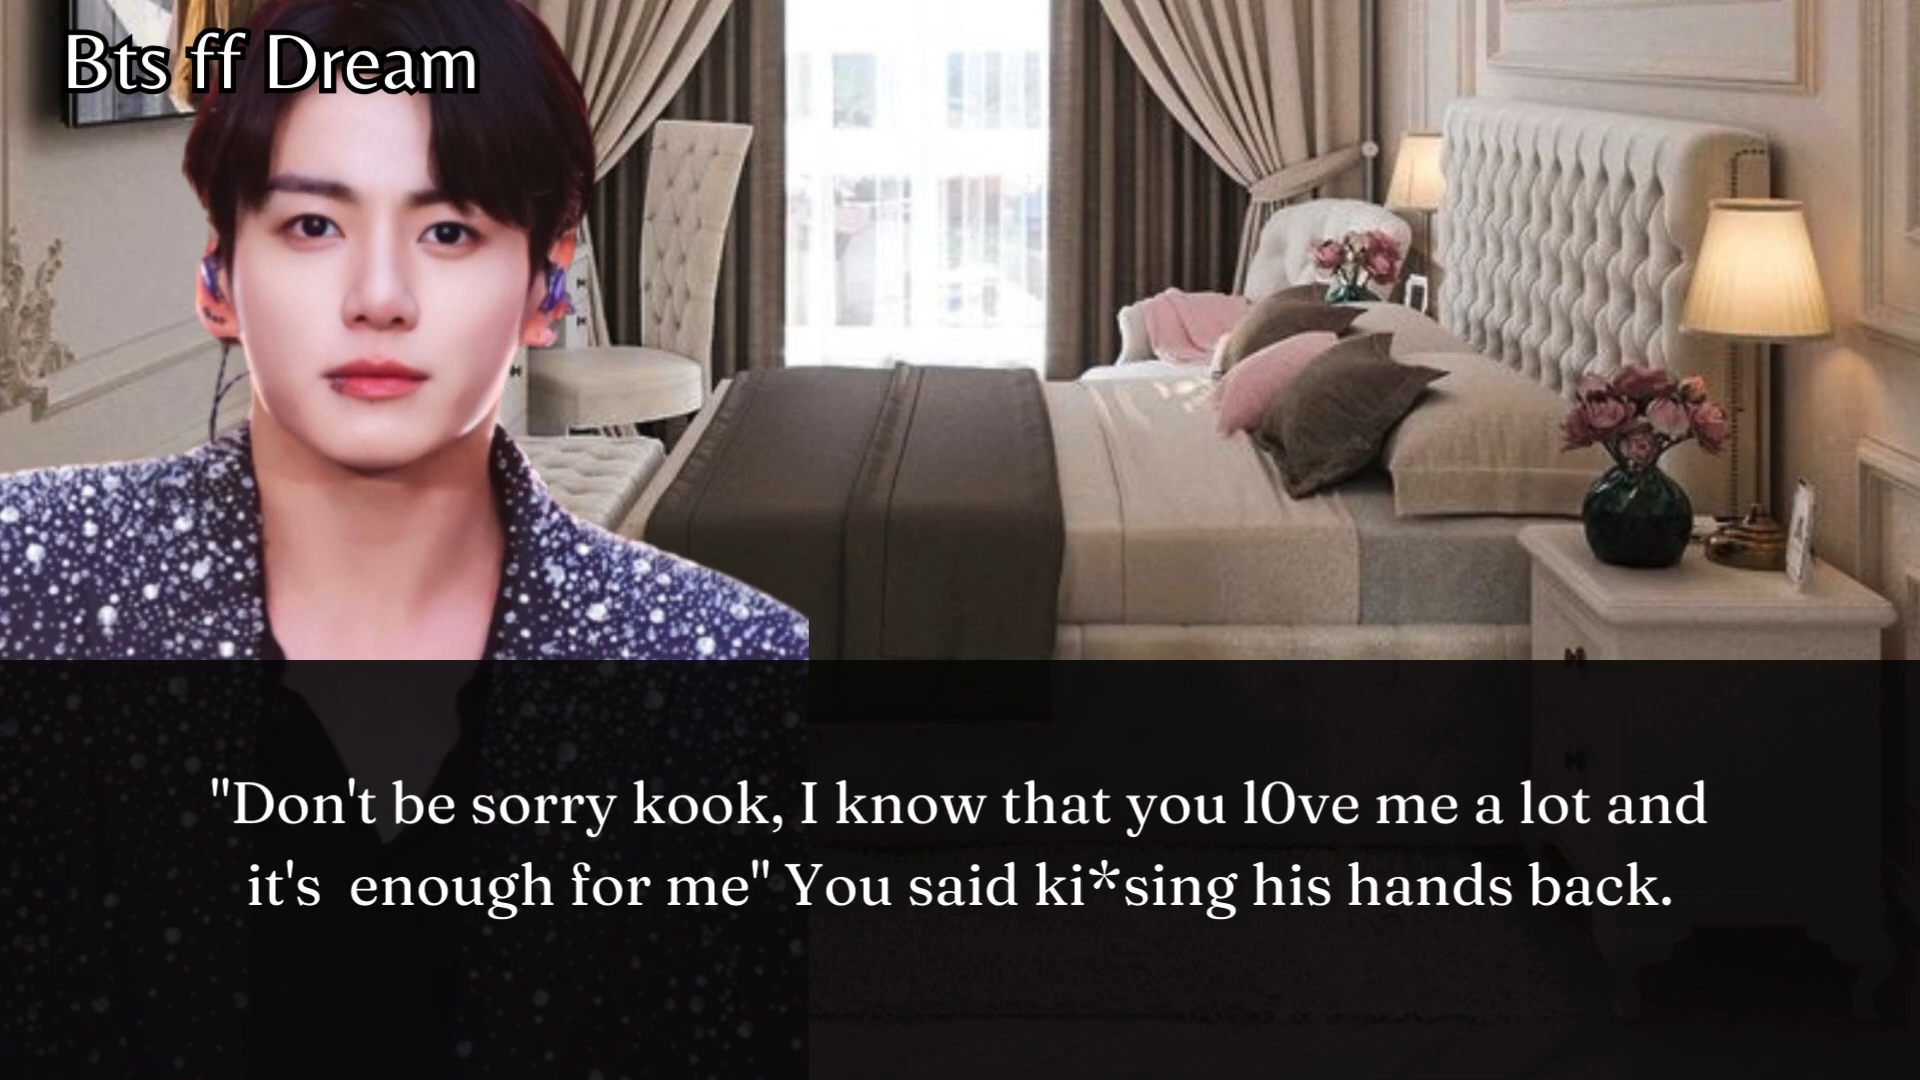 Bts ff Dream
"Don't be sorry kook, I know that you l0ve me a lot and
it's  enough for me" You said ki*sing his hands back.